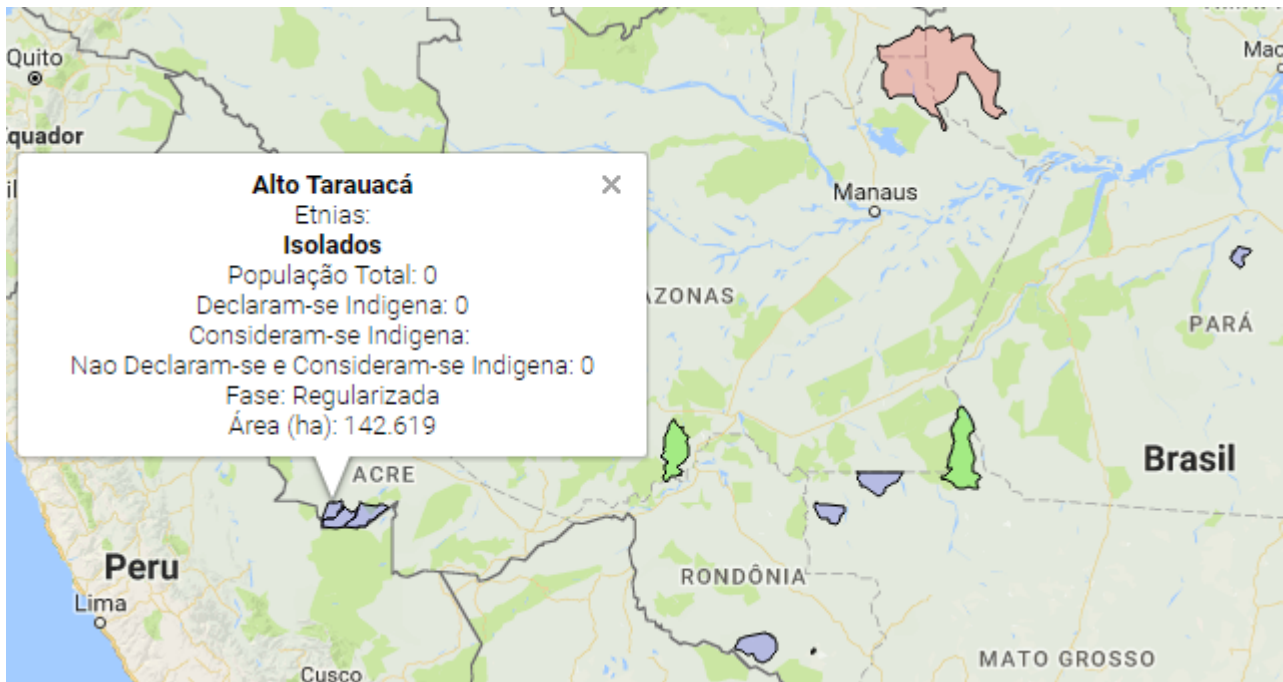 Quito
Mac
quador
il
Alto Tarauacá
×
Etnias:
Isolados
População Total: 0
Declaram-se Indigena: 0
Consideram-se Indigena:
Nao Declaram-se e Consideram-se Indigena: 0
Fase: Regularizada
Área (ha): 142.619
Manaus
AZONAS
PARÁ
ACRE
Brasil
Peru
Lima
RONDÔNIA
MATO GROSSO
Cusco